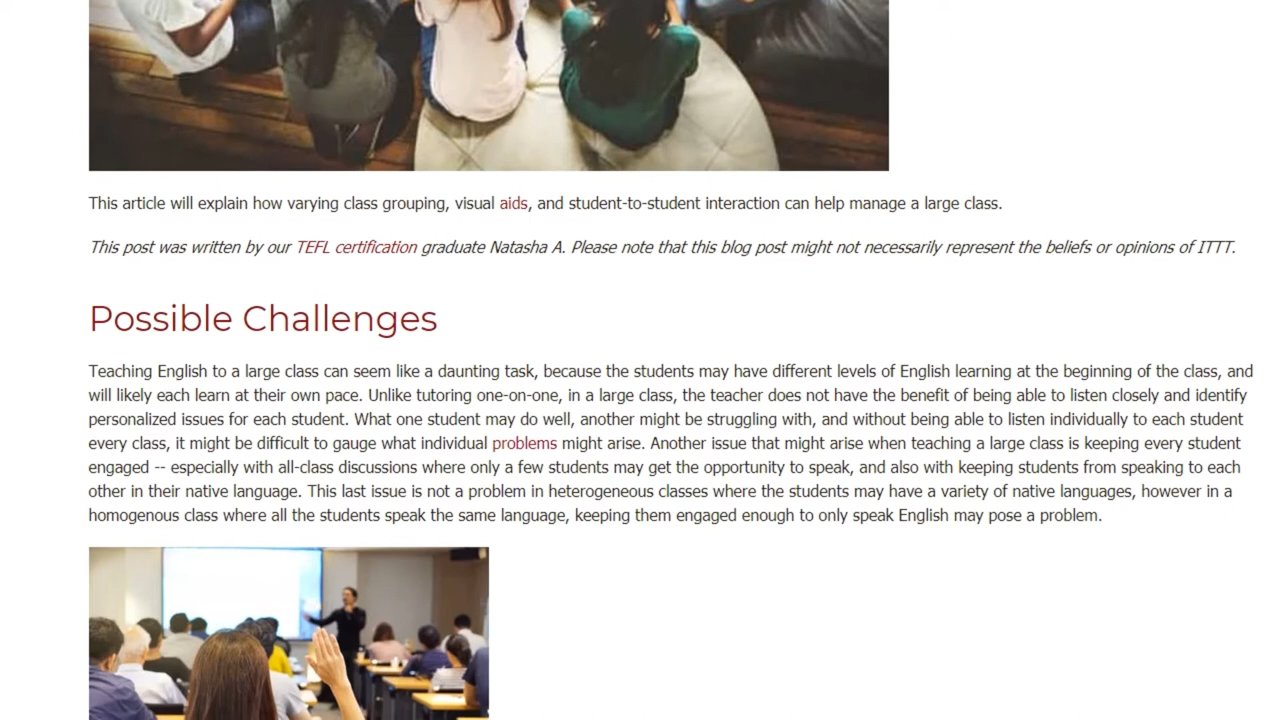 This article will explain how varying class grouping, visual aids, and student-to-student interaction can help manage a large class.
This post was written by our TEFL certification graduate Natasha A. Please note that this blog post might not necessarily represent the beliefs or opinions of ITTT.
Possible Challenges
Teaching English to a large class can seem like a daunting task, because the students may have different levels of English learning at the beginning of the class, and
will likely each learn at their own pace. Unlike tutoring one-on-one, in a large class, the teacher does not have the benefit of being able to listen closely and identify
personalized issues for each student. What one student may do well, another might be struggling with, and without being able to listen individually to each student
every class, it might be difficult to gauge what individual problems might arise. Another issue that might arise when teaching a large class is keeping every student
engaged -- especially with all-class discussions where only a few students may get the opportunity to speak, and also with keeping students from speaking to each
other in their native language. This last issue is not a problem in heterogeneous classes where the students may have a variety of native languages, however in a
homogenous class where all the students speak the same language, keeping them engaged enough to only speak English may pose a problem.